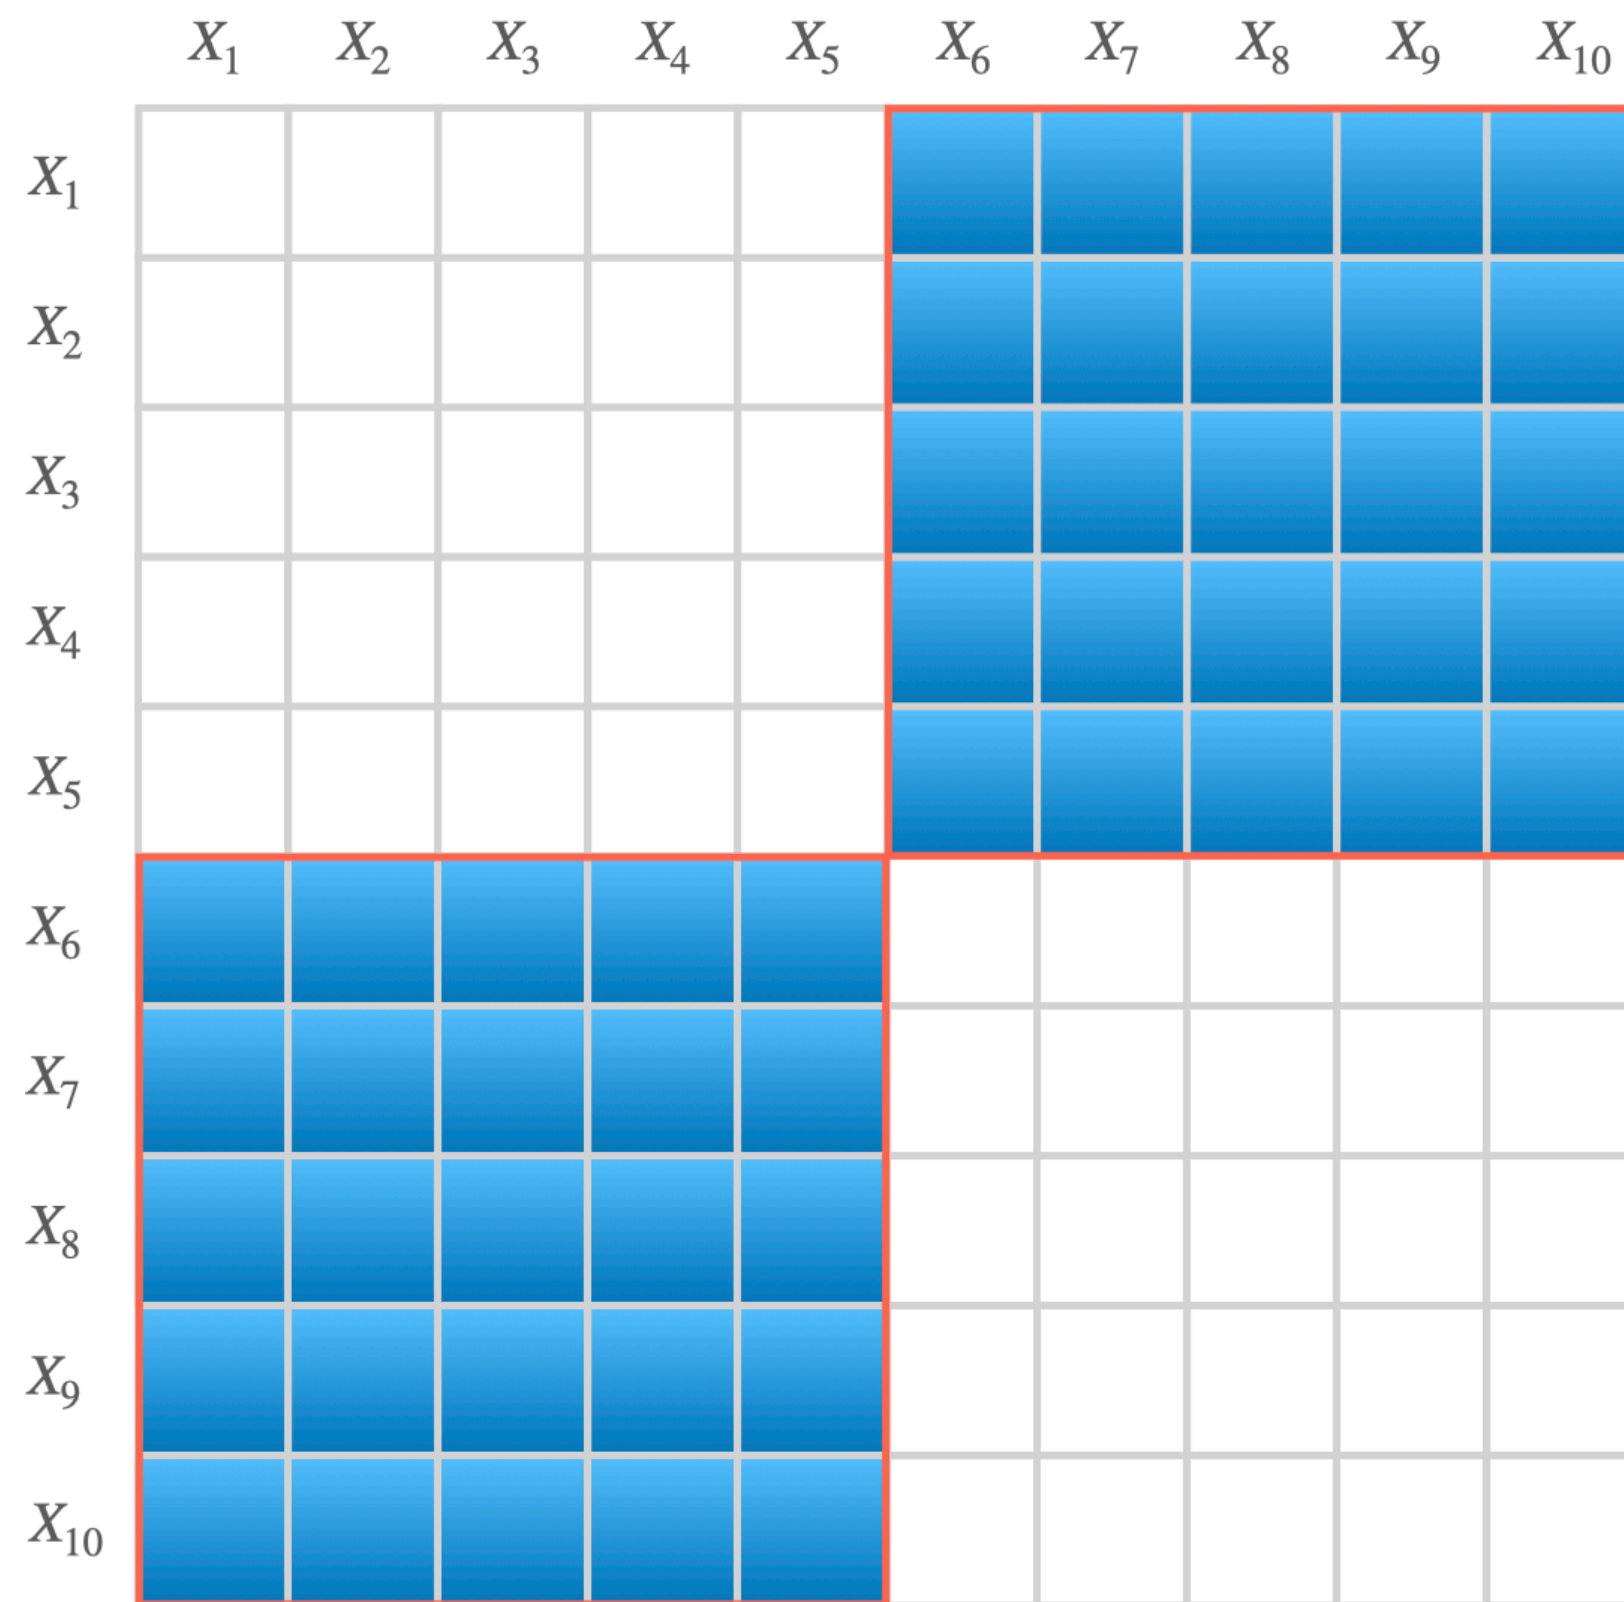 X₁ X₂ X₃ X₄ X₅ X₆ X₇ X₈ X₉ X₁₀
X₁
X₂
X₃
X₄
X₅
X₆
X₇
X₈
X₉
X₁₀